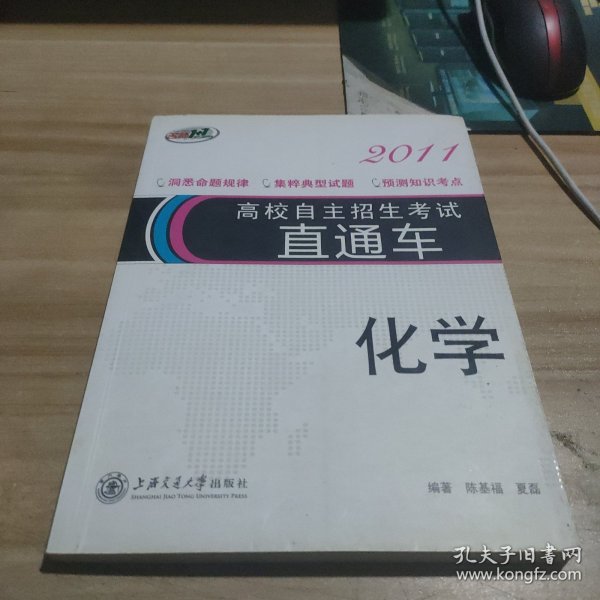 2011
洞悉命题规律 集粹典型试题 预测知识考点
高校自主招生考试
直通车
化学
编著 陈基福 夏磊
上海交通大学出版社
SHANGHAI JIAO TONG UNIVERSITY PRESS
孔夫子旧书网
www.kongfz.com